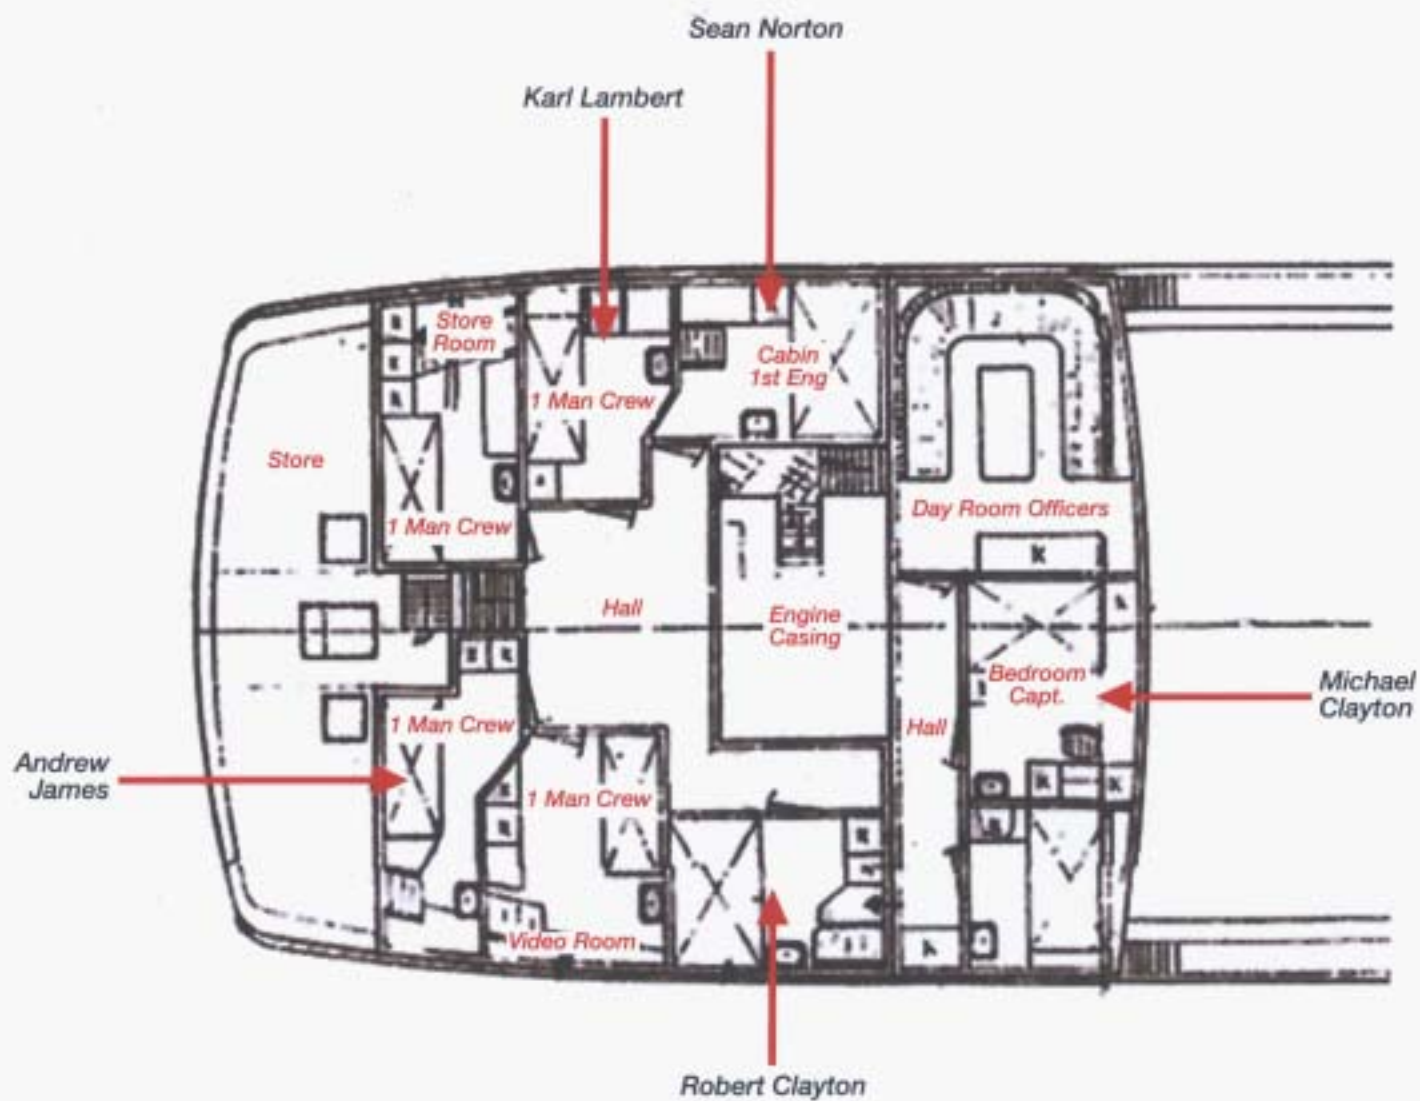 Sean Norton
Karl Lambert
Store
Room
Cabin
1st Eng
1 Man Crew
Store
1 Man Crew
Day Room Officers
Hall
Engine
Casing
Bedroom
Capt.
Michael
Clayton
1 Man Crew
Hall
Andrew
James
1 Man Crew
Video Room
Robert Clayton